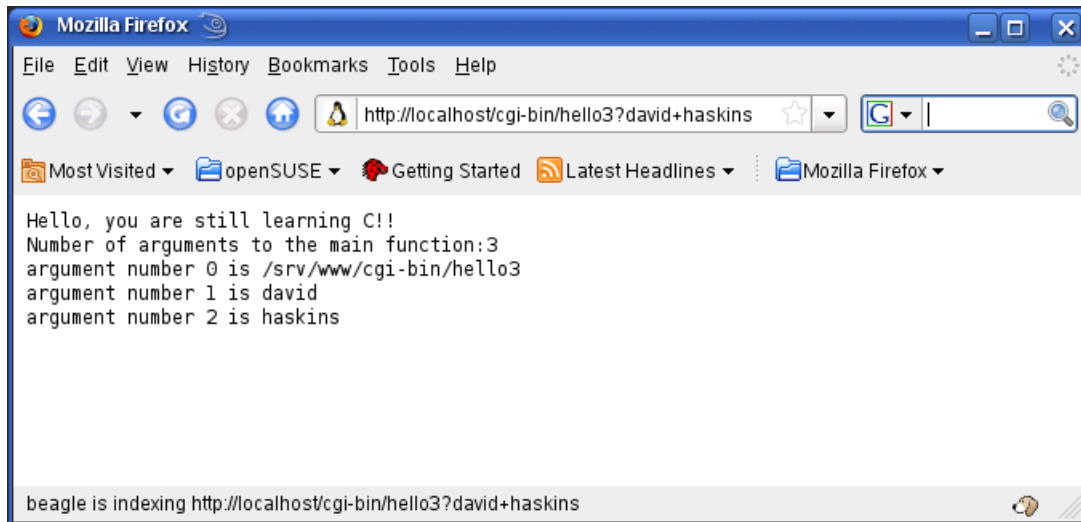 Mozilla Firefox
File Edit View History Bookmarks Tools Help
http://localhost/cgi-bin/hello3?david+haskins
G
Most Visited openSUSE Getting Started Latest Headlines Mozilla Firefox
Hello, you are still learning C!!
Number of arguments to the main function:3
argument number 0 is /srv/www/cgi-bin/hello3
argument number 1 is david
argument number 2 is haskins
beagle is indexing http://localhost/cgi-bin/hello3?david+haskins